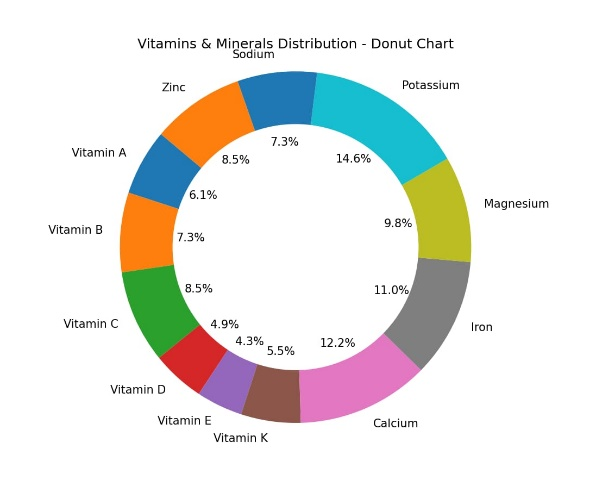 Vitamins & Minerals Distribution - Donut Chart
Sodium
7.3%
Potassium
14.6%
Magnesium
9.8%
Iron
11.0%
Calcium
12.2%
Vitamin K
5.5%
Vitamin E
4.3%
Vitamin D
4.9%
Vitamin C
8.5%
Vitamin B
7.3%
Vitamin A
6.1%
Zinc
8.5%